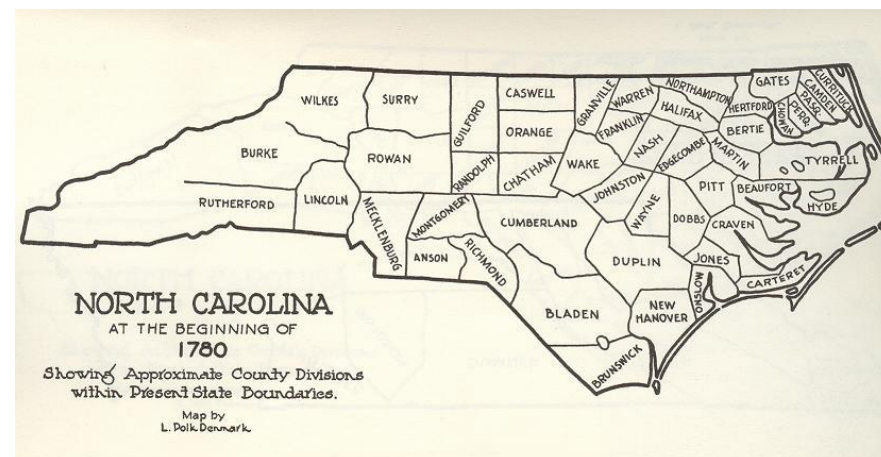 WILKES
SURRY
GUILFORD
CASWELL
ORANGE
GRANVILLE
WARREN
FRANKLIN
NORTHAMPTON
HALIFAX
HERTFORD
GATES
CHOWAN
PERR.
PASQ.
CAMDEN
CURRITUCK
BERTIE
BURKE
ROWAN
RANDOLPH
CHATHAM
WAKE
NASH
EDGECOMBE
MARTIN
TYRRELL
RUTHERFORD
LINCOLN
MECKLENBURG
MONTGOMERY
CUMBERLAND
JOHNSTON
WAYNE
DOBBS
PITT
BEAUFORT
HYDE
CRAVEN
ANSON
RICHMOND
DUPLIN
JONES
CARTERET
ONSLOW
BLADEN
NEW
HANOVER
BRUNSWICK
NORTH CAROLINA
AT THE BEGINNING OF
1780
Showing Approximate County Divisions
within Present State Boundaries.
Map by
L. Polk Denmark